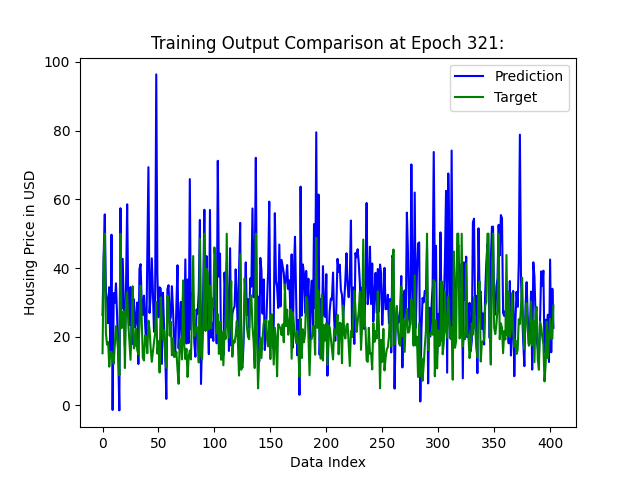 Training Output Comparison at Epoch 321:
Prediction
Target
Housing Price in USD
100
80
60
40
20
0
0 50 100 150 200 250 300 350 400
Data Index